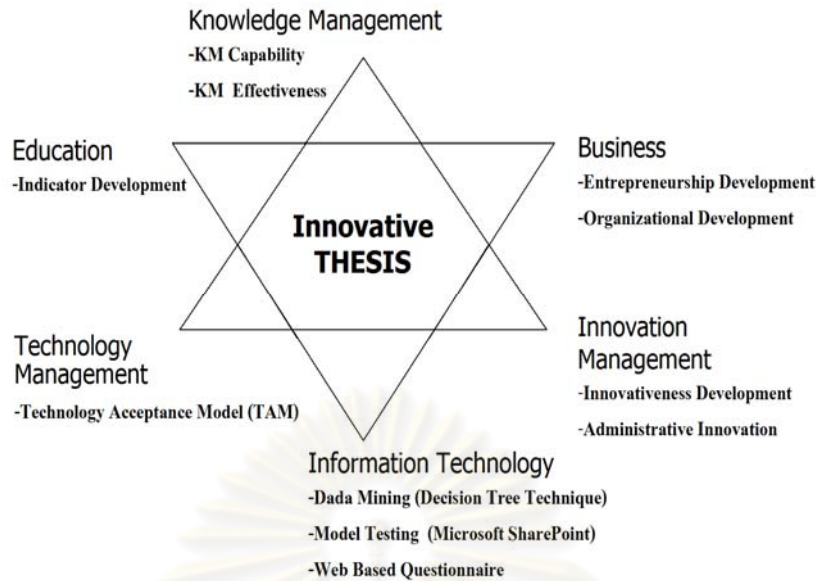 Knowledge Management
-KM Capability
-KM Effectiveness
Education
-Indicator Development
Business
-Entrepreneurship Development
-Organizational Development
Innovative
THESIS
Technology
Management
-Technology Acceptance Model (TAM)
Innovation
Management
-Innovativeness Development
-Administrative Innovation
Information Technology
-Dada Mining (Decision Tree Technique)
-Model Testing (Microsoft SharePoint)
-Web Based Questionnaire